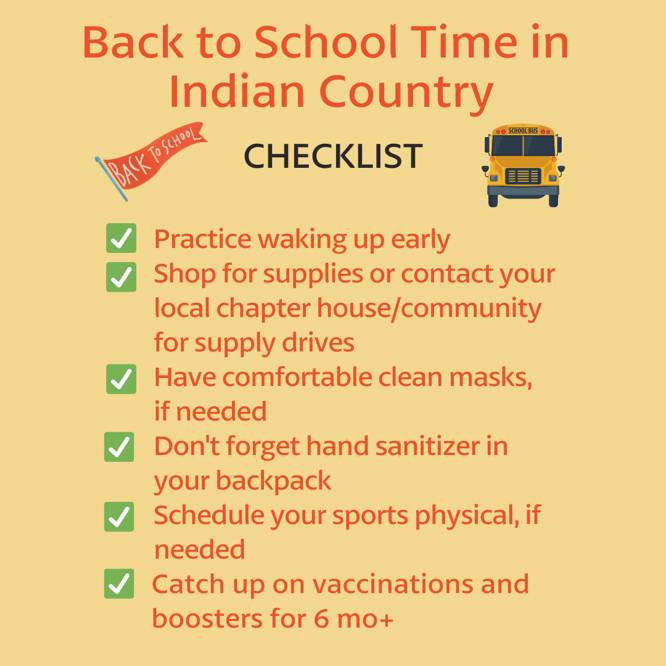 Back to School Time in
Indian Country
BACK TO SCHOOL
CHECKLIST
SCHOOL BUS
Practice waking up early
Shop for supplies or contact your
local chapter house/community
for supply drives
Have comfortable clean masks,
if needed
Don't forget hand sanitizer in
your backpack
Schedule your sports physical, if
needed
Catch up on vaccinations and
boosters for 6 mo+